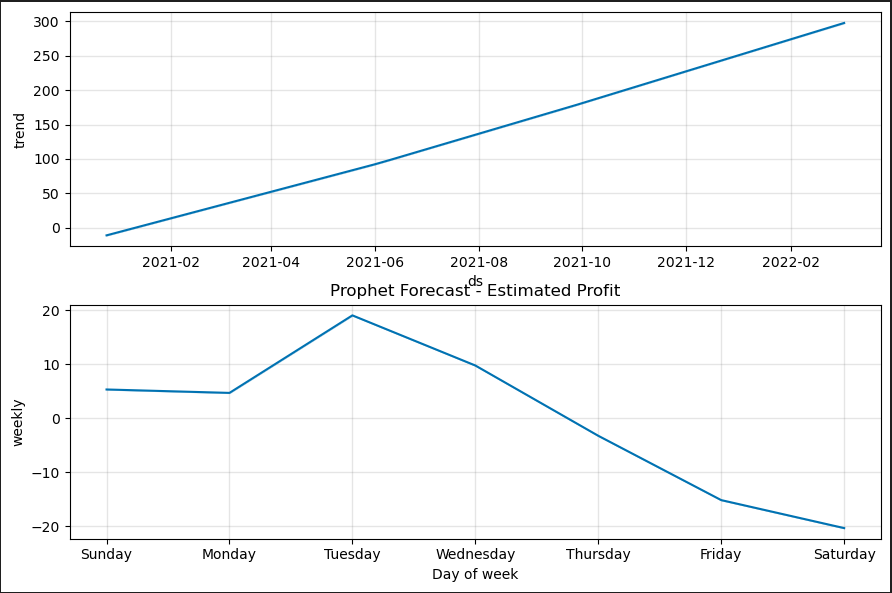 300
250
200
150
100
50
0
trend
2021-02 2021-04 2021-06 2021-08 2021-10 2021-12 2022-02
ds
Prophet Forecast - Estimated Profit
20
10
0
−10
−20
weekly
Sunday Monday Tuesday Wednesday Thursday Friday Saturday
Day of week